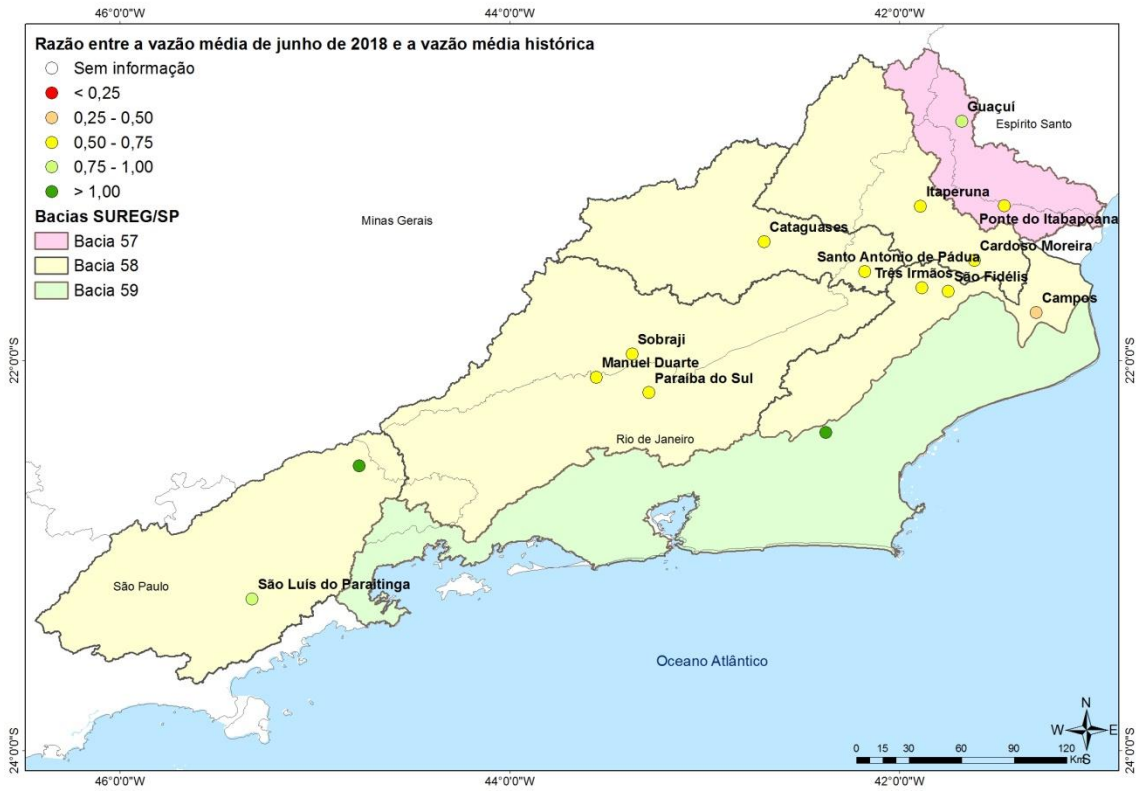 46°0'0"W
44°0'0"W
42°0'0"W
Razão entre a vazão média de junho de 2018 e a vazão média histórica
Sem informação
< 0,25
0,25 - 0,50
0,50 - 0,75
0,75 - 1,00
> 1,00
Bacias SUREG/SP
Bacia 57
Bacia 58
Bacia 59
Guaçuí
Espírito Santo
Minas Gerais
Itaperuna
Ponte do Itabapoana
Cataguases
Cardoso Moreira
Santo Antonio de Pádua
Três Irmãos
São Fidélis
Campos
Sobraji
Manuel Duarte
Paraíba do Sul
Rio de Janeiro
São Paulo
São Luís do Paraitinga
Oceano Atlântico
22°0'0"S
22°0'0"S
24°0'0"S
24°0'0"S
N
W
E
S
0 15 30 60 90 120
Km
46°0'0"W
44°0'0"W
42°0'0"W